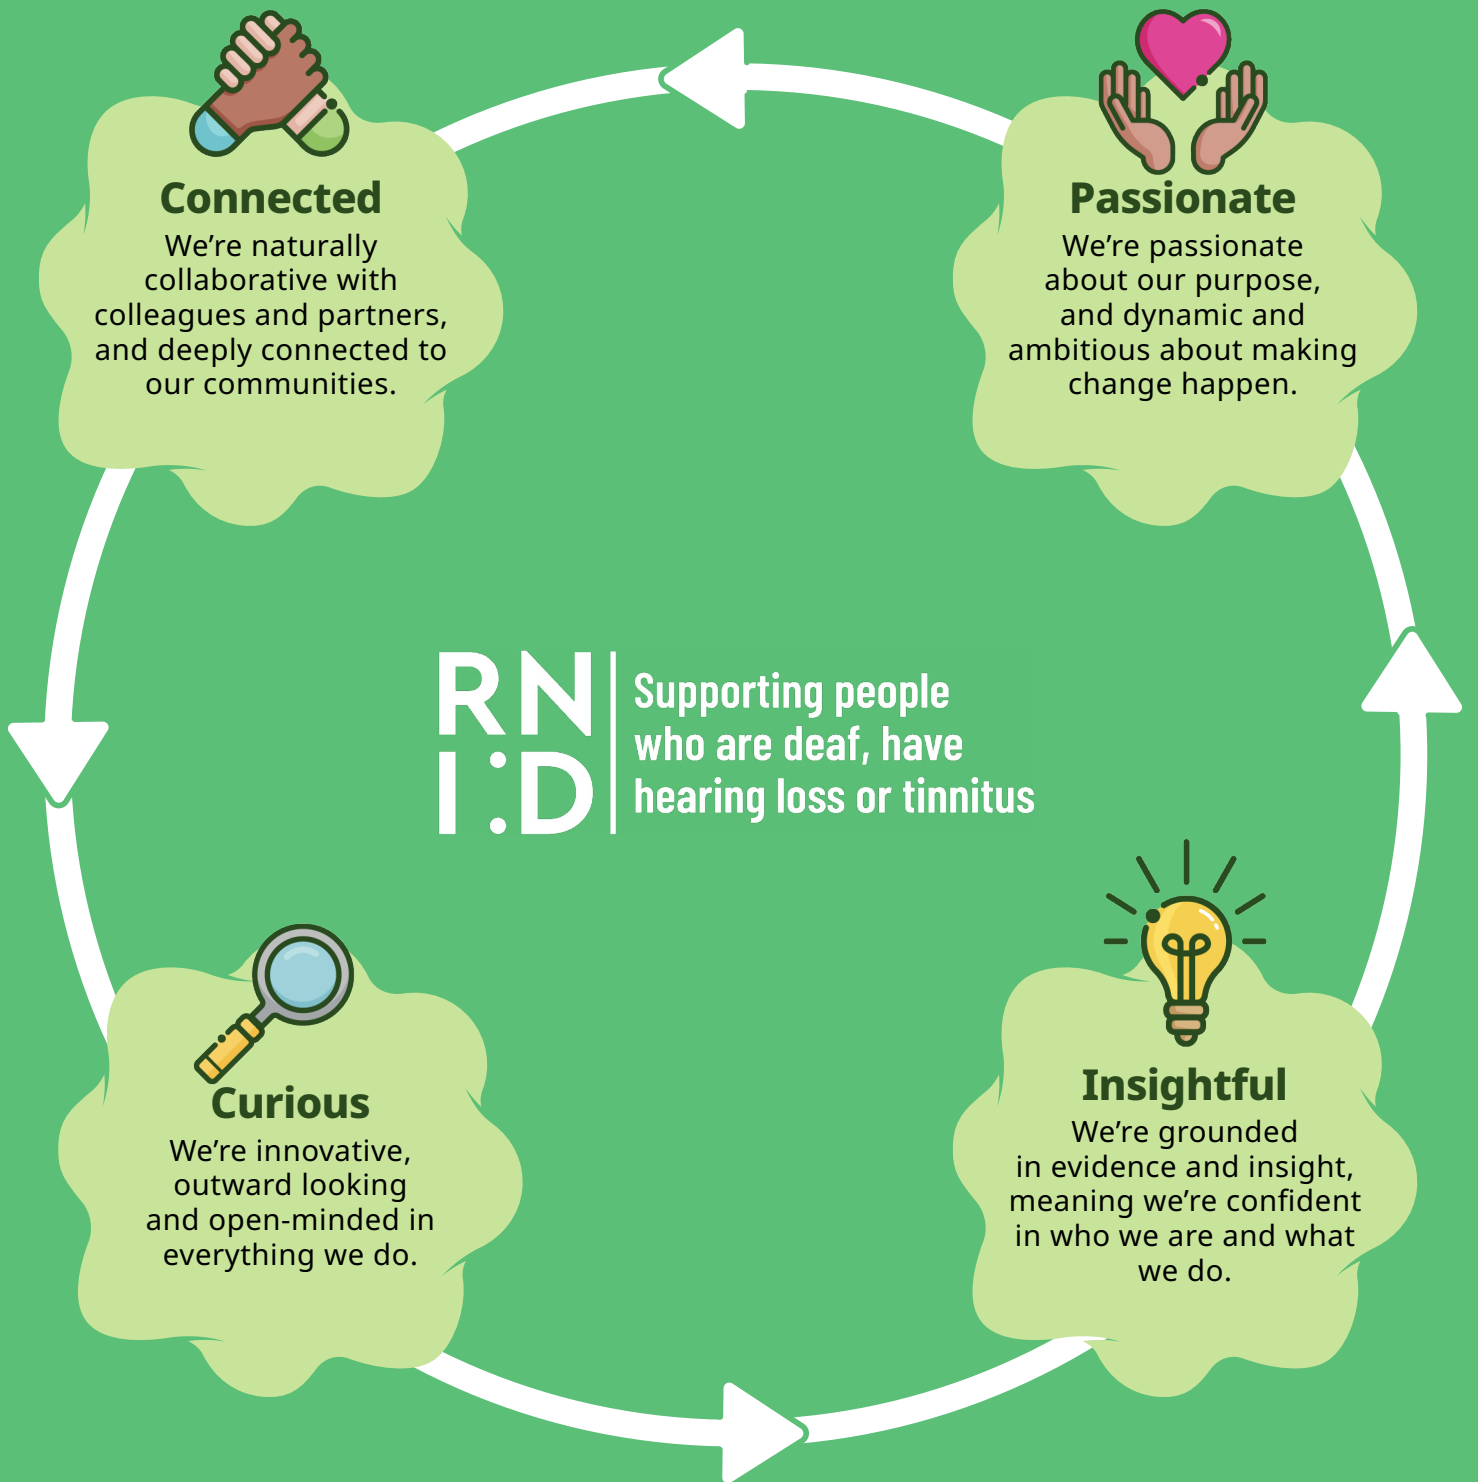 Connected
We’re naturally
collaborative with
colleagues and partners,
and deeply connected to
our communities.
Passionate
We’re passionate
about our purpose,
and dynamic and
ambitious about making
change happen.
RN
I:D
Supporting people
who are deaf, have
hearing loss or tinnitus
Curious
We’re innovative,
outward looking
and open-minded in
everything we do.
Insightful
We’re grounded
in evidence and insight,
meaning we’re confident
in who we are and what
we do.